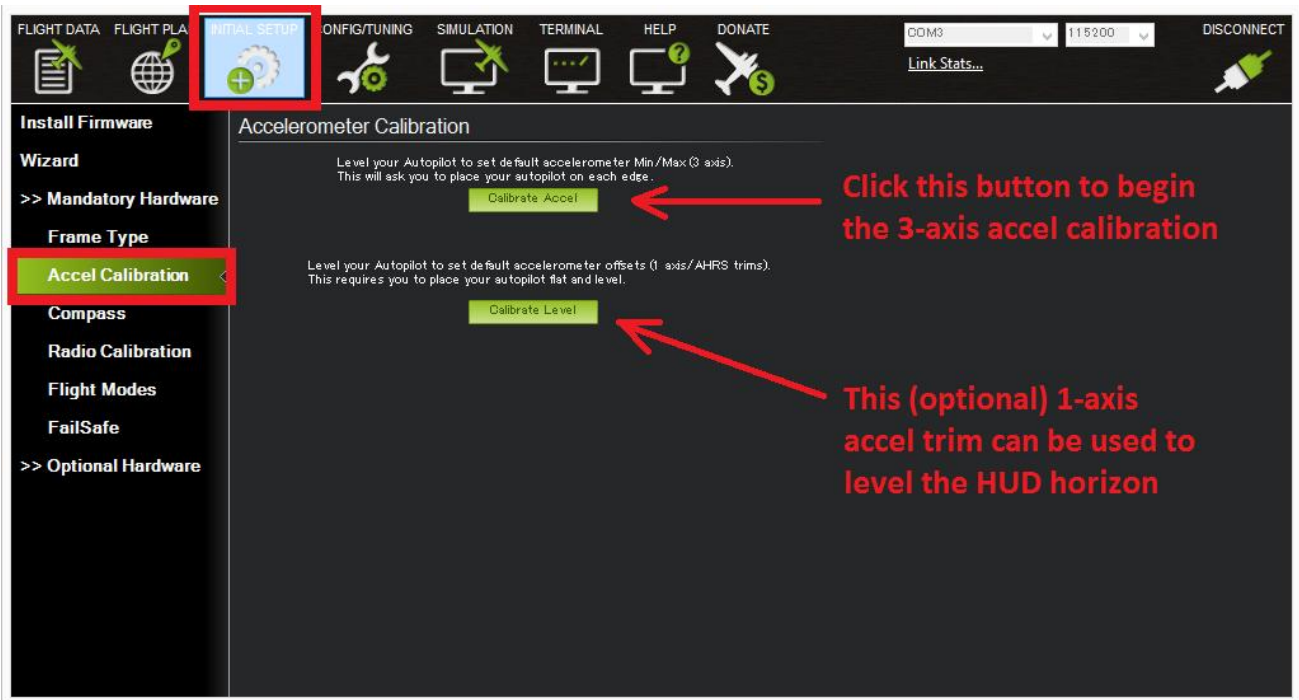 FLIGHT DATA FLIGHT PLA INITIAL SETUP CONFIG/TUNING SIMULATION TERMINAL HELP DONATE COM3 115200 DISCONNECT
Link Stats...
Install Firmware
Accelerometer Calibration
Wizard
Level your Autopilot to set default accelerometer Min/Max (3 axis).
This will ask you to place your autopilot on each edge.
>> Mandatory Hardware
Calibrate Accel
Click this button to begin
the 3-axis accel calibration
Frame Type
Accel Calibration
Level your Autopilot to set default accelerometer offsets (1 axis/AHRS trims).
This requires you to place your autopilot flat and level.
Compass
Calibrate Level
Radio Calibration
Flight Modes
This (optional) 1-axis
accel trim can be used to
level the HUD horizon
FailSafe
>> Optional Hardware